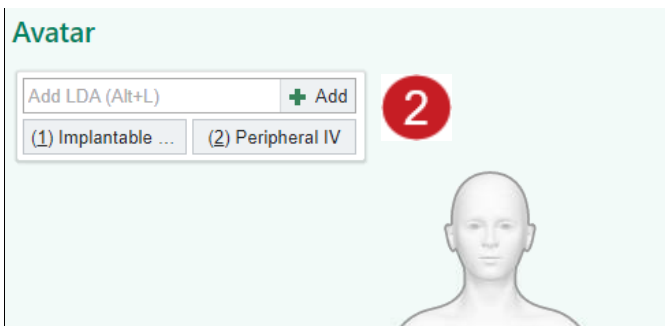 Avatar
Add LDA (Alt+L) Add
2
(1) Implantable ... (2) Peripheral IV